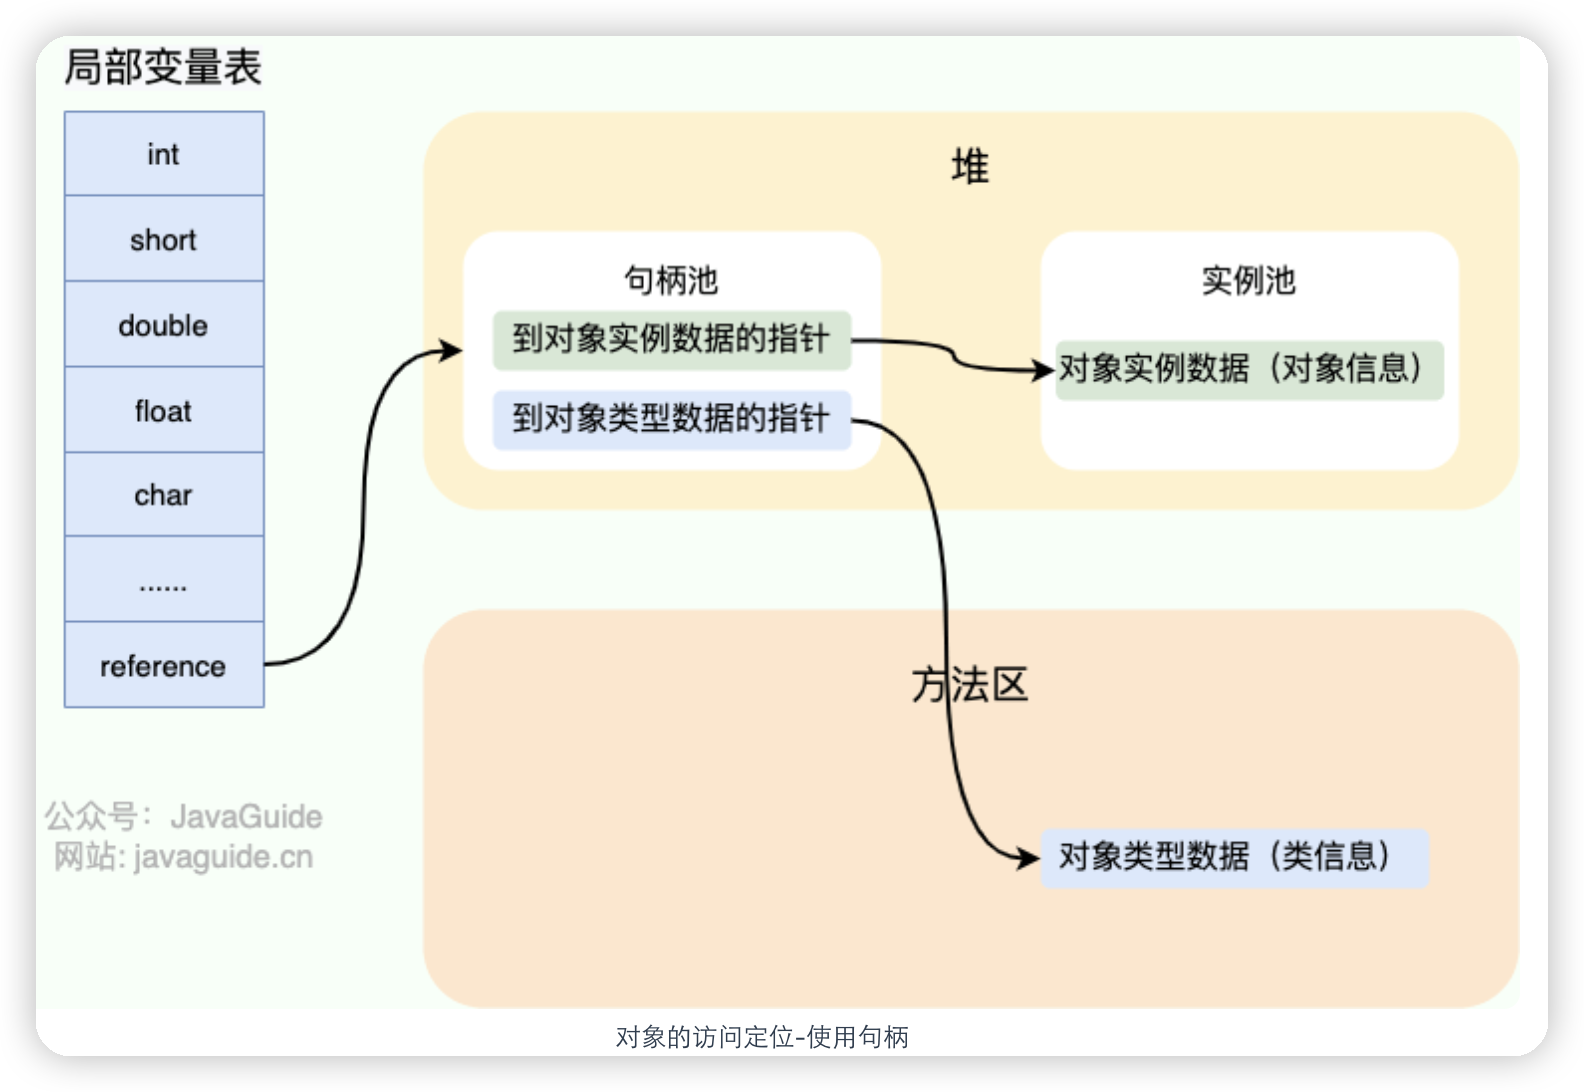 局部变量表
int
short
double
float
char
......
reference
堆
句柄池
到对象实例数据的指针
到对象类型数据的指针
实例池
对象实例数据（对象信息）
方法区
对象类型数据（类信息）
公众号：JavaGuide
网站: javaguide.cn
对象的访问定位-使用句柄